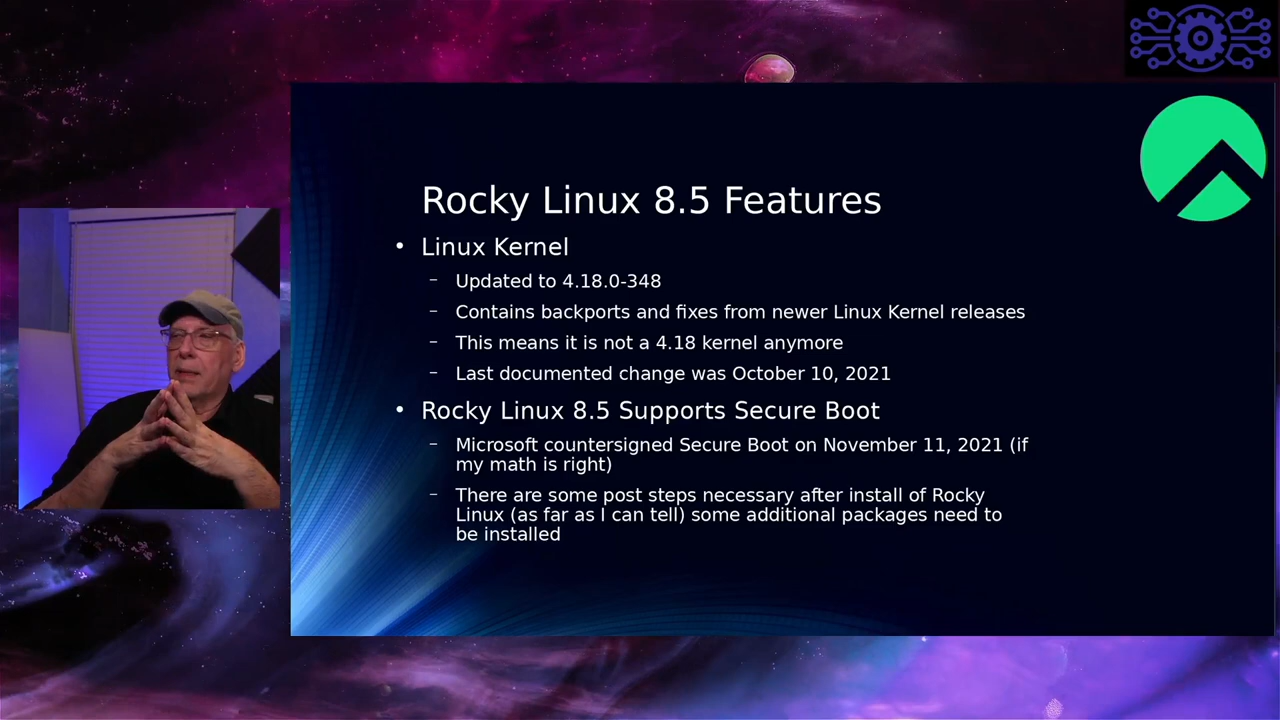 Rocky Linux 8.5 Features
• Linux Kernel
– Updated to 4.18.0-348
– Contains backports and fixes from newer Linux Kernel releases
– This means it is not a 4.18 kernel anymore
– Last documented change was October 10, 2021
• Rocky Linux 8.5 Supports Secure Boot
– Microsoft countersigned Secure Boot on November 11, 2021 (if
my math is right)
– There are some post steps necessary after install of Rocky
Linux (as far as I can tell) some additional packages need to
be installed